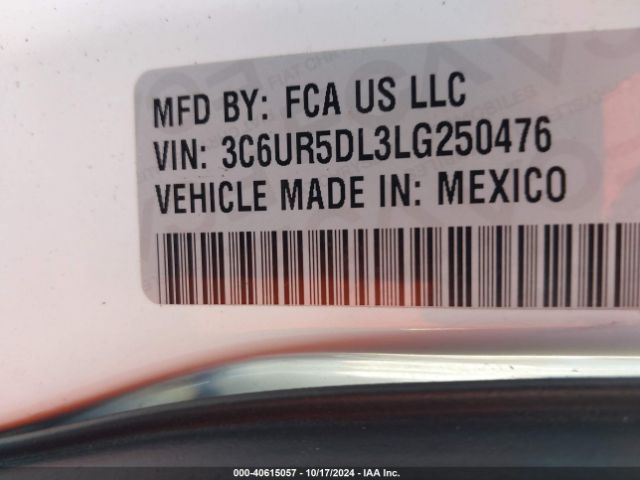 MFD BY: FCA US LLC
VIN: 3C6UR5DL3LG250476
VEHICLE MADE IN: MEXICO
000-40615057 - 10/17/2024 - IAA Inc.